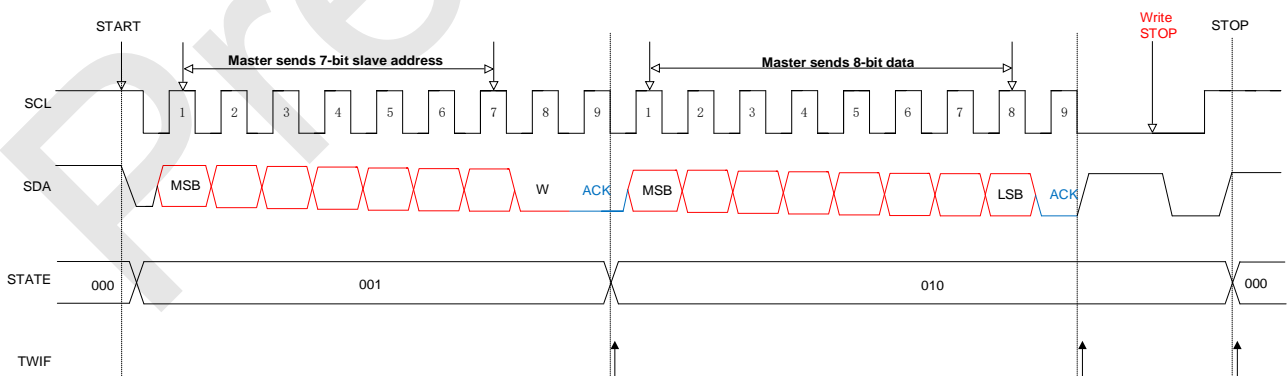 START
Write
STOP
STOP
Master sends 7-bit slave address
Master sends 8-bit data
SCL
1 2 3 4 5 6 7 8 9 1 2 3 4 5 6 7 8 9
SDA
MSB W ACK MSB LSB ACK
STATE
000 001 010 000
TWIF